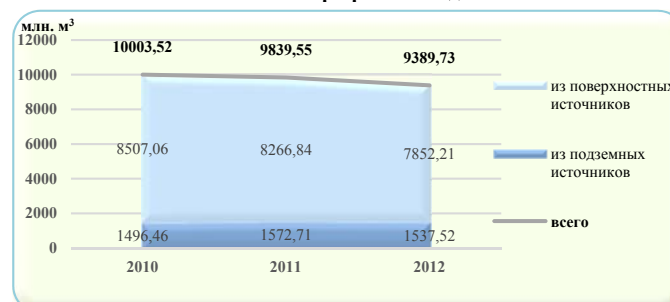 млн. м³
12000
10000
8000
6000
4000
2000
0
10003,52 9839,55 9389,73
8507,06 8266,84 7852,21
1496,46 1572,71 1537,52
2010 2011 2012
из поверхностных
источников
из подземных
источников
всего